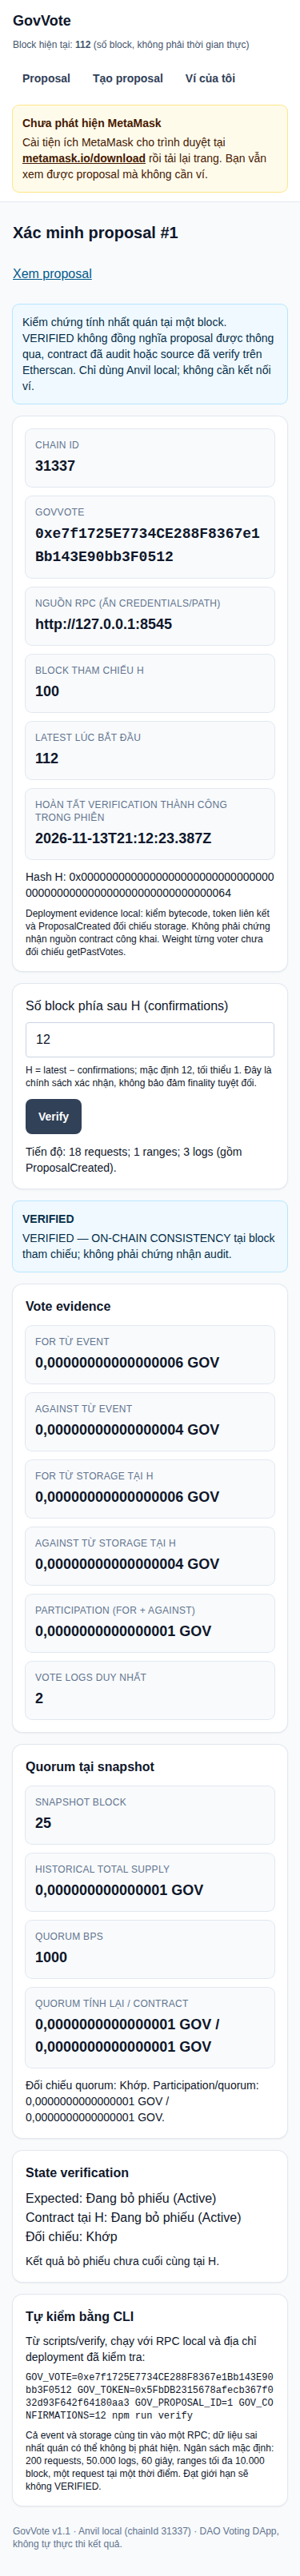 GovVote
Block hiện tại: 112 (số block, không phải thời gian thực)
Proposal Tạo proposal Ví của tôi
Chưa phát hiện MetaMask
Cài tiện ích MetaMask cho trình duyệt tại
metamask.io/download rồi tải lại trang. Bạn vẫn
xem được proposal mà không cần ví.
Xác minh proposal #1
Xem proposal
Kiểm chứng tính nhất quán tại một block.
VERIFIED không đồng nghĩa proposal được thông
qua, contract đã audit hoặc source đã verify trên
Etherscan. Chỉ dùng Anvil local; không cần kết nối
ví.
CHAIN ID
31337
GOVVOTE
0xe7f1725E7734CE288F8367e1
Bb143E90bb3F0512
NGUỒN RPC (ẨN CREDENTIALS/PATH)
http://127.0.0.1:8545
BLOCK THAM CHIẾU H
100
LATEST LÚC BẮT ĐẦU
112
HOÀN TẤT VERIFICATION THÀNH CÔNG
TRONG PHIÊN
2026-11-13T21:12:23.387Z
Hash H: 0x00000000000000000000000000000000
00000000000000000000000000000064
Deployment evidence local: kiểm bytecode, token liên kết
và ProposalCreated đối chiếu storage. Không phải chứng
nhận nguồn contract công khai. Weight từng voter chưa
đối chiếu getPastVotes.
Số block phía sau H (confirmations)
12
H = latest − confirmations; mặc định 12, tối thiểu 1. Đây là
chính sách xác nhận, không bảo đảm finality tuyệt đối.
Verify
Tiến độ: 18 requests; 1 ranges; 3 logs (gồm
ProposalCreated).
VERIFIED
VERIFIED — ON-CHAIN CONSISTENCY tại block
tham chiếu; không phải chứng nhận audit.
Vote evidence
FOR TỪ EVENT
0,00000000000000006 GOV
AGAINST TỪ EVENT
0,00000000000000004 GOV
FOR TỪ STORAGE TẠI H
0,00000000000000006 GOV
AGAINST TỪ STORAGE TẠI H
0,00000000000000004 GOV
PARTICIPATION (FOR + AGAINST)
0,0000000000000001 GOV
VOTE LOGS DUY NHẤT
2
Quorum tại snapshot
SNAPSHOT BLOCK
25
HISTORICAL TOTAL SUPPLY
0,000000000000001 GOV
QUORUM BPS
1000
QUORUM TÍNH LẠI / CONTRACT
0,0000000000000001 GOV /
0,0000000000000001 GOV
Đối chiếu quorum: Khớp. Participation/quorum:
0,0000000000000001 GOV /
0,0000000000000001 GOV.
State verification
Expected: Đang bỏ phiếu (Active)
Contract tại H: Đang bỏ phiếu (Active)
Đối chiếu: Khớp
Kết quả bỏ phiếu chưa cuối cùng tại H.
Tự kiểm bằng CLI
Từ scripts/verify, chạy với RPC local và địa chỉ
deployment đã kiểm tra:
GOV_VOTE=0xe7f1725E7734CE288F8367e1Bb143E90
bb3F0512 GOV_TOKEN=0x5FbDB2315678afecb367f0
32d93F642f64180aa3 GOV_PROPOSAL_ID=1 GOV_CO
NFIRMATIONS=12 npm run verify
Cả event và storage cùng tin vào một RPC; dữ liệu sai
nhất quán có thể không bị phát hiện. Ngân sách mặc định:
200 requests, 50.000 logs, 60 giây, ranges tối đa 10.000
block, một request tại một thời điểm. Đạt giới hạn sẽ
không VERIFIED.
GovVote v1.1 · Anvil local (chainId 31337) · DAO Voting DApp,
không tự thực thi kết quả.